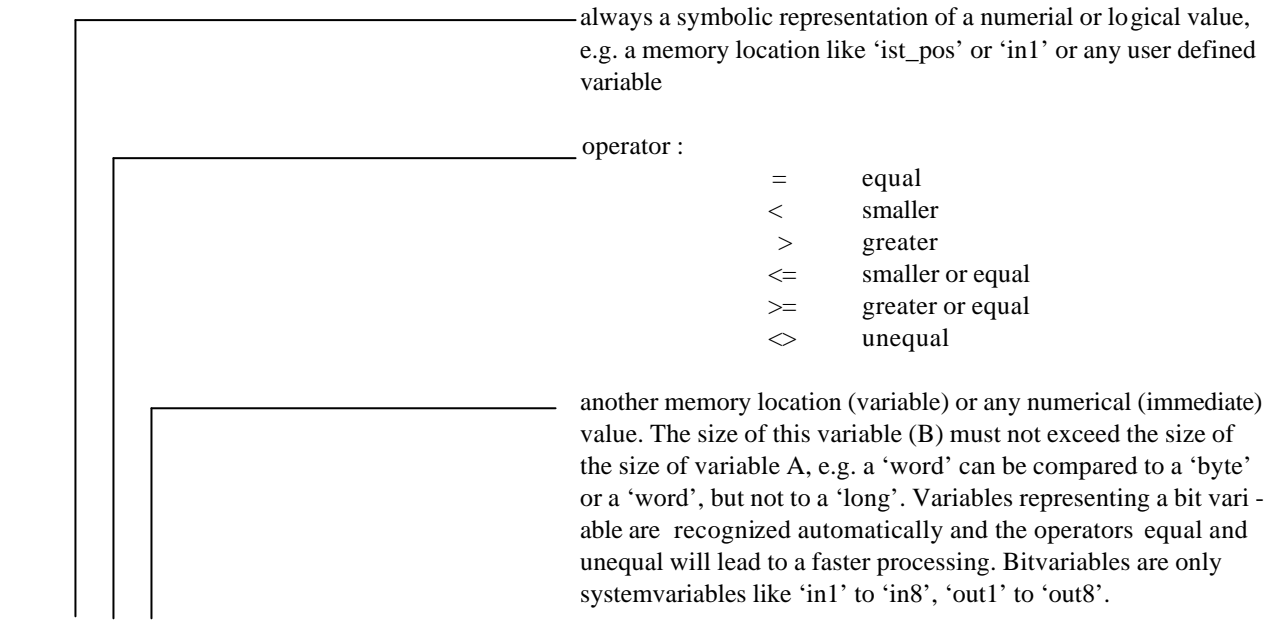 always a symbolic representation of a numerial or logical value,
e.g. a memory location like ‘ist_pos’ or ‘in1’ or any user defined
variable
operator :
= equal
< smaller
> greater
<= smaller or equal
>= greater or equal
<> unequal
another memory location (variable) or any numerical (immediate)
value. The size of this variable (B) must not exceed the size of
the size of variable A, e.g. a ‘word’ can be compared to a ‘byte’
or a ‘word’, but not to a ‘long’. Variables representing a bit vari -
able are recognized automatically and the operators equal and
unequal will lead to a faster processing. Bitvariables are only
systemvariables like ‘in1’ to ‘in8’, ‘out1’ to ‘out8’.